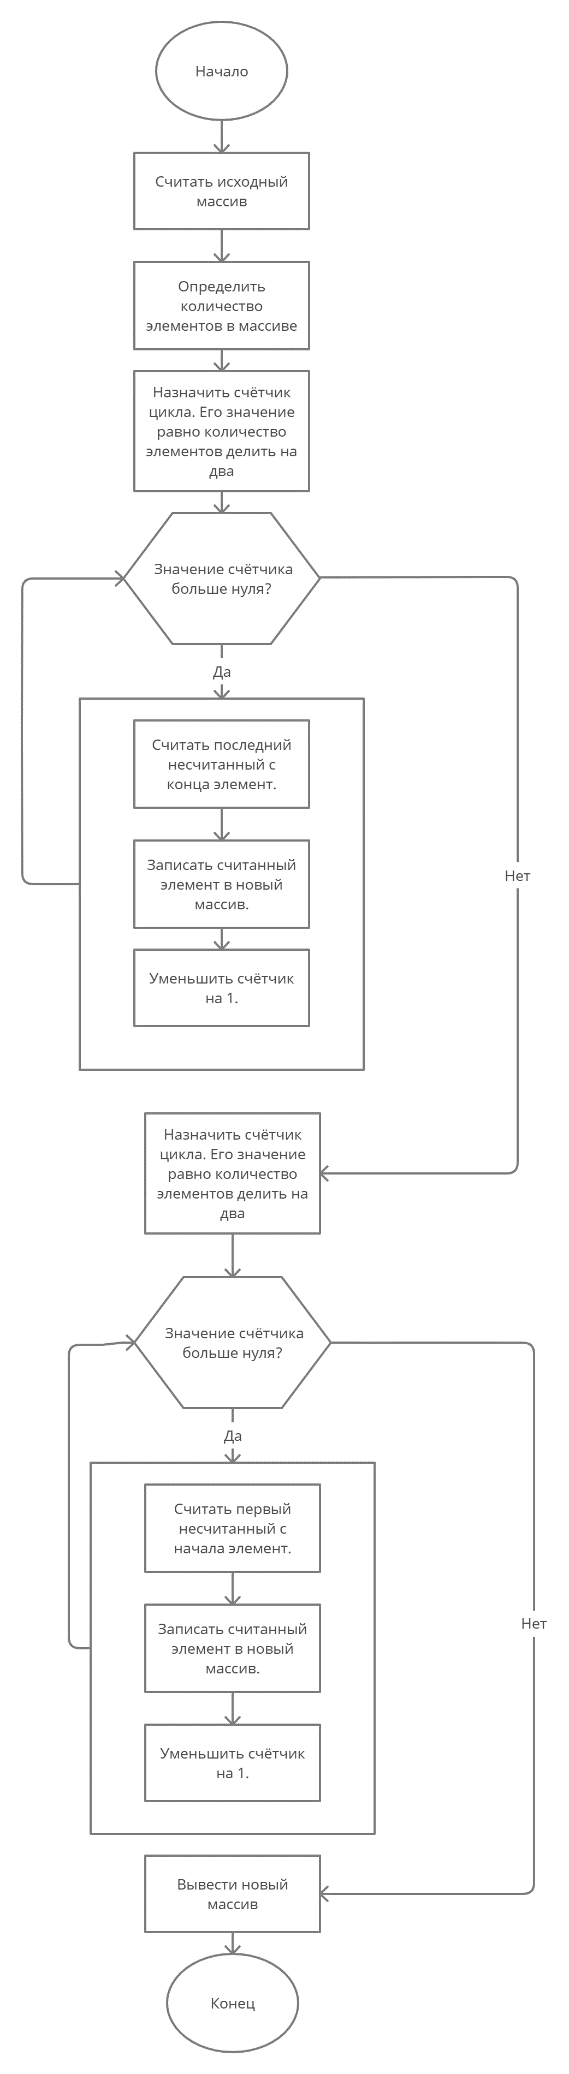 Начало
Считать исходный
массив
Определить
количество
элементов в массиве
Назначить счётчик
цикла. Его значение
равно количество
элементов делить на
два
Значение счётчика
больше нуля?
Да
Считать последний
несчитанный с
конца элемент.
Записать считанный
элемент в новый
массив.
Уменьшить счётчик
на 1.
Нет
Назначить счётчик
цикла. Его значение
равно количество
элементов делить на
два
Значение счётчика
больше нуля?
Да
Считать первый
несчитанный с
начала элемент.
Записать считанный
элемент в новый
массив.
Уменьшить счётчик
на 1.
Нет
Вывести новый
массив
Конец